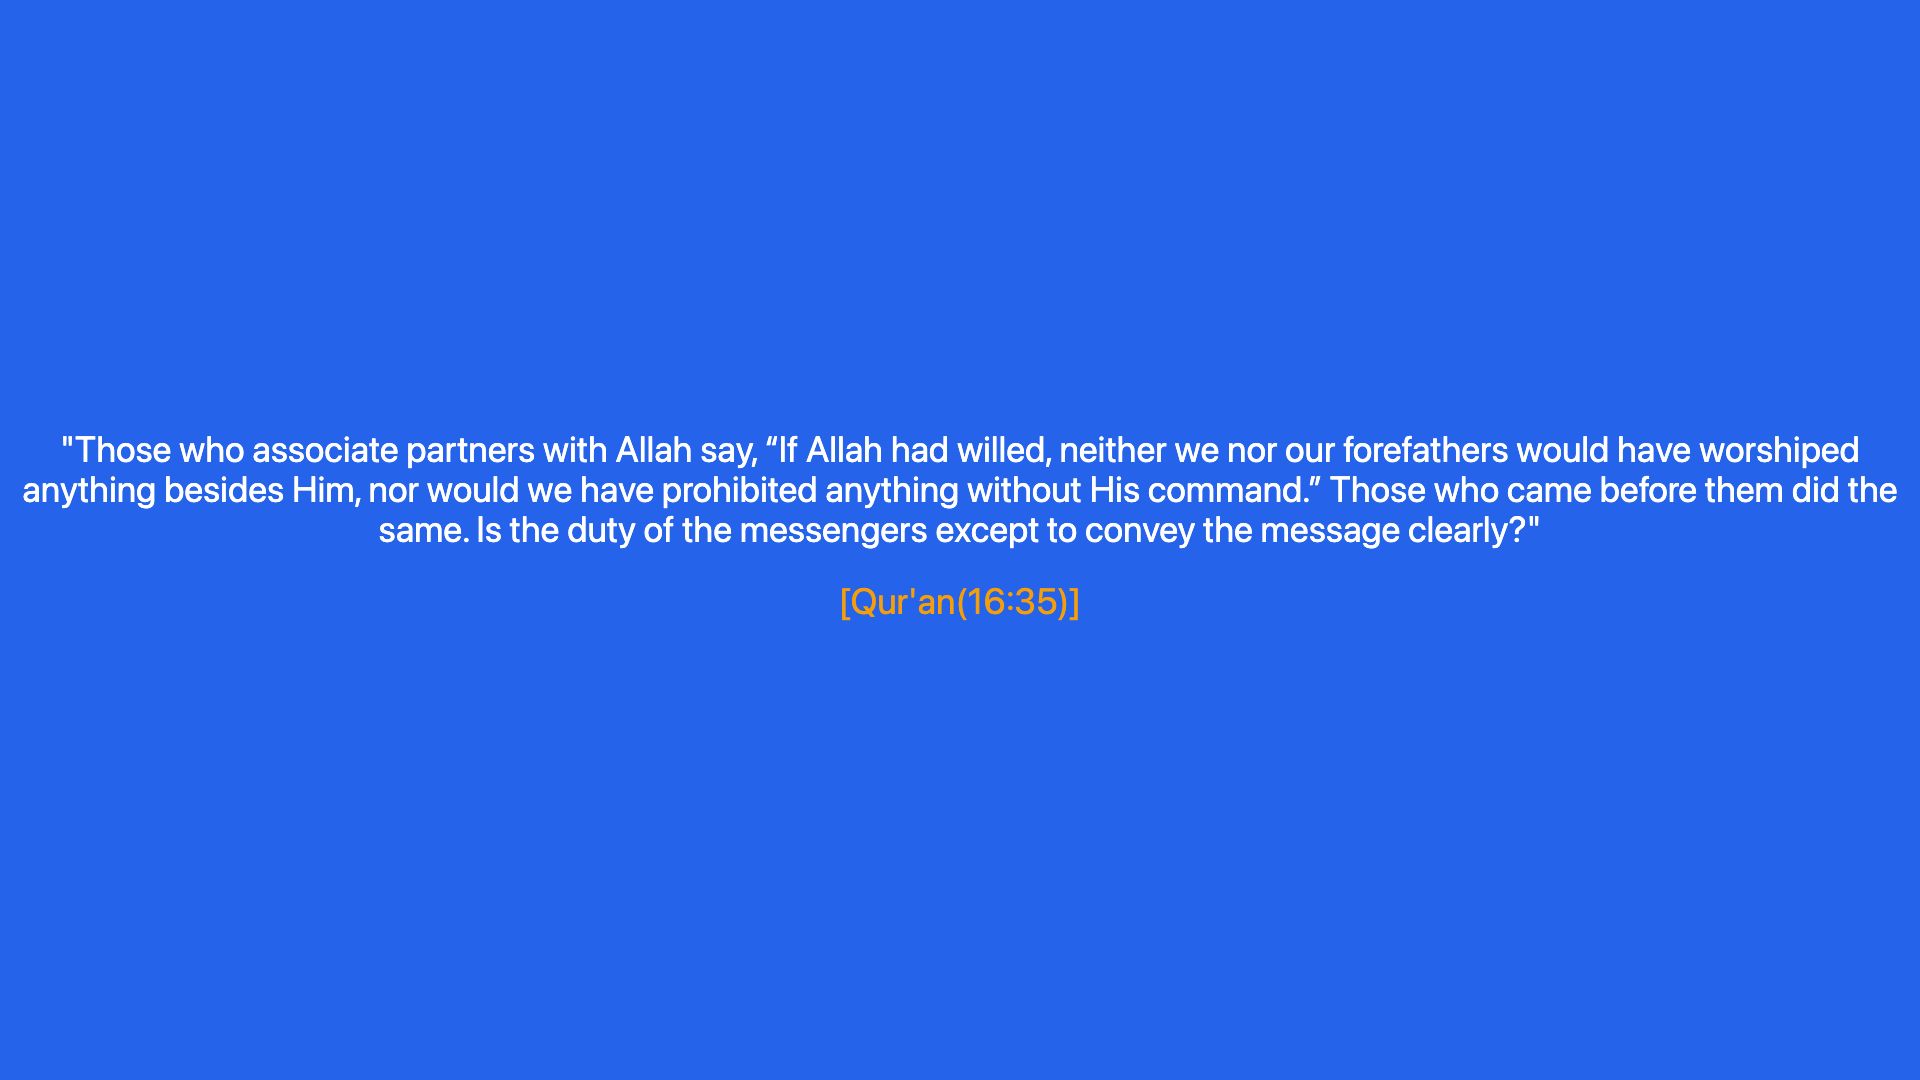 "Those who associate partners with Allah say, “If Allah had willed, neither we nor our forefathers would have worshiped
anything besides Him, nor would we have prohibited anything without His command.” Those who came before them did the
same. Is the duty of the messengers except to convey the message clearly?"
[Qur'an(16:35)]